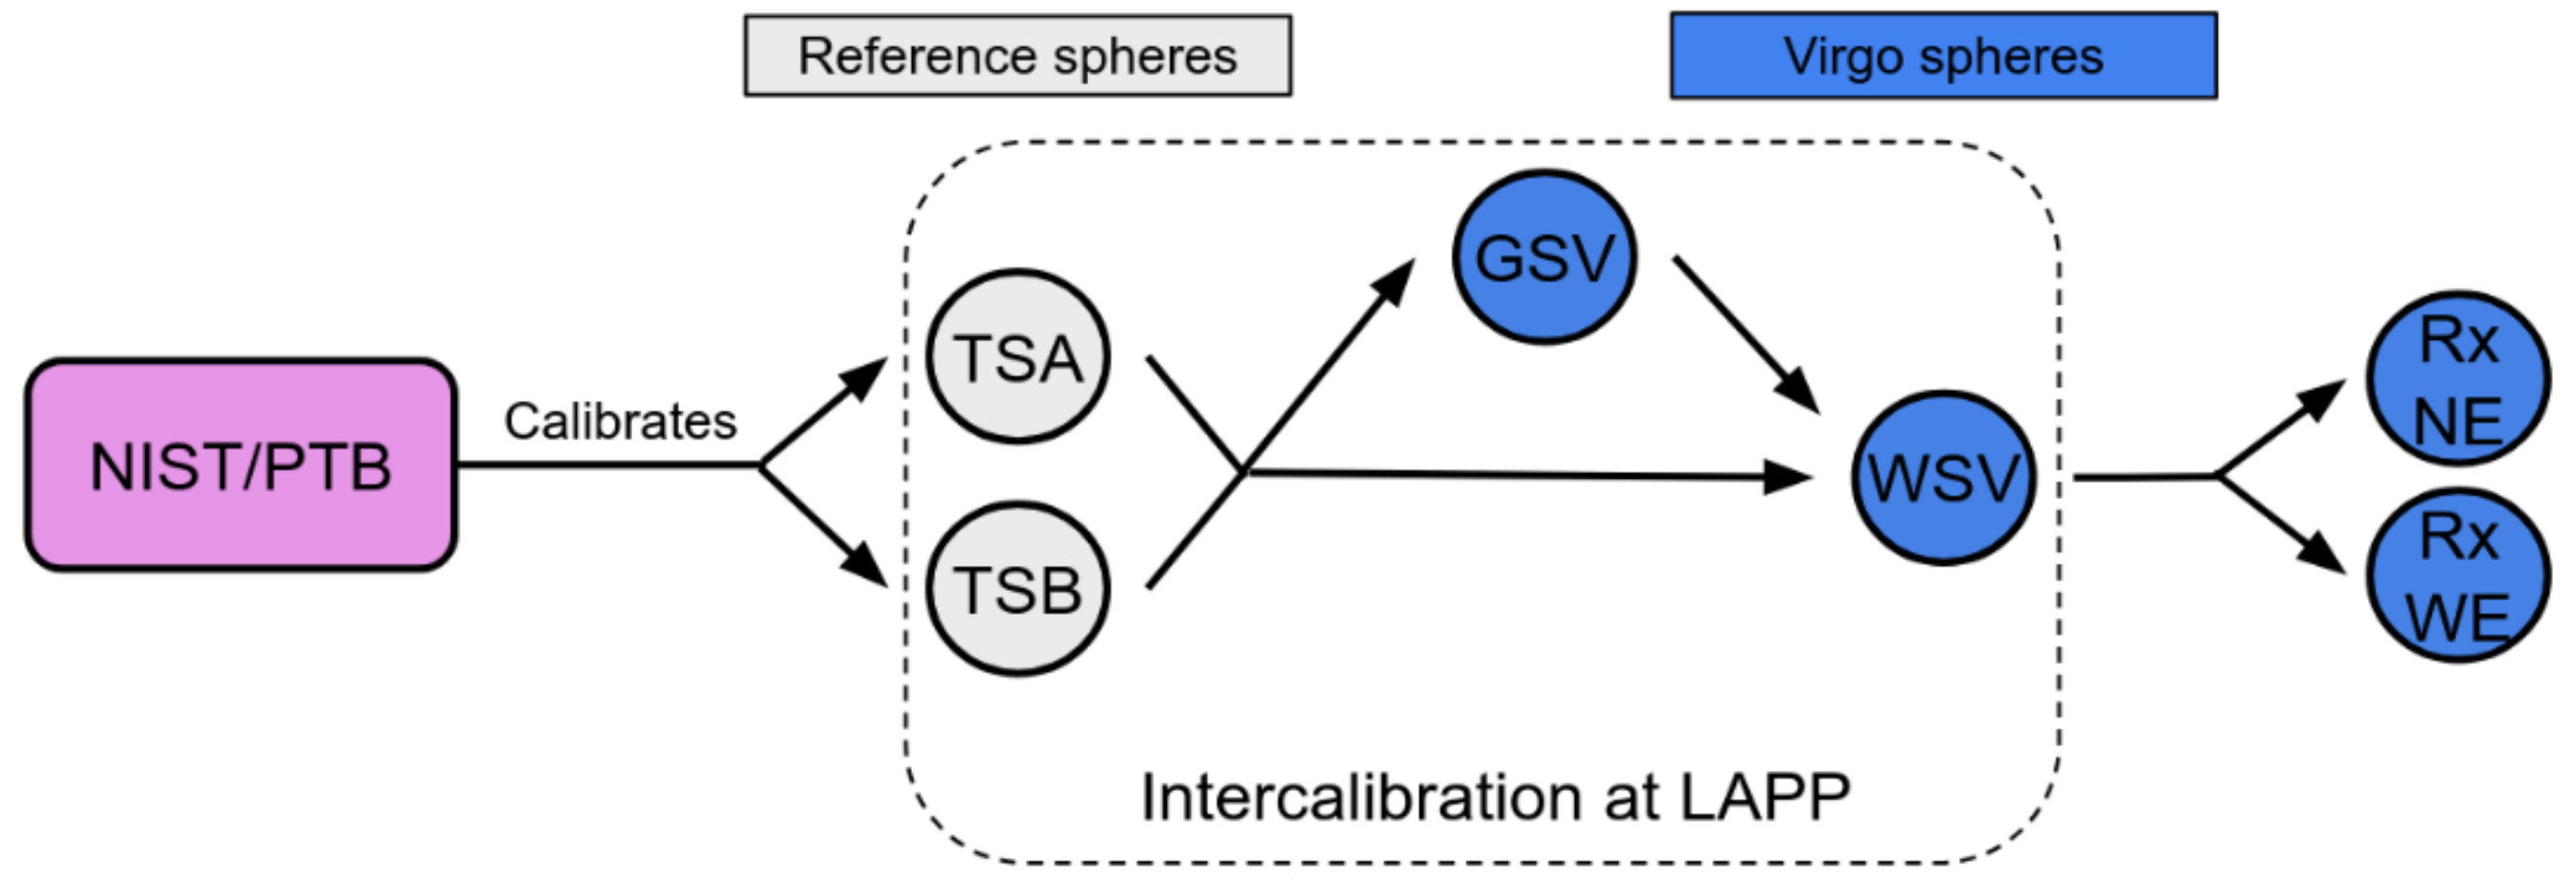 Reference spheres
Virgo spheres
NIST/PTB
Calibrates
TSA
TSB
GSV
WSV
Rx
NE
Rx
WE
Intercalibration at LAPP